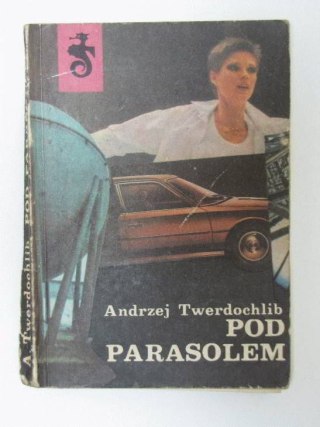 Andrzej Twerdochlib
POD
PARASOLEM
A. Twerdochlib POD PARASOLEM